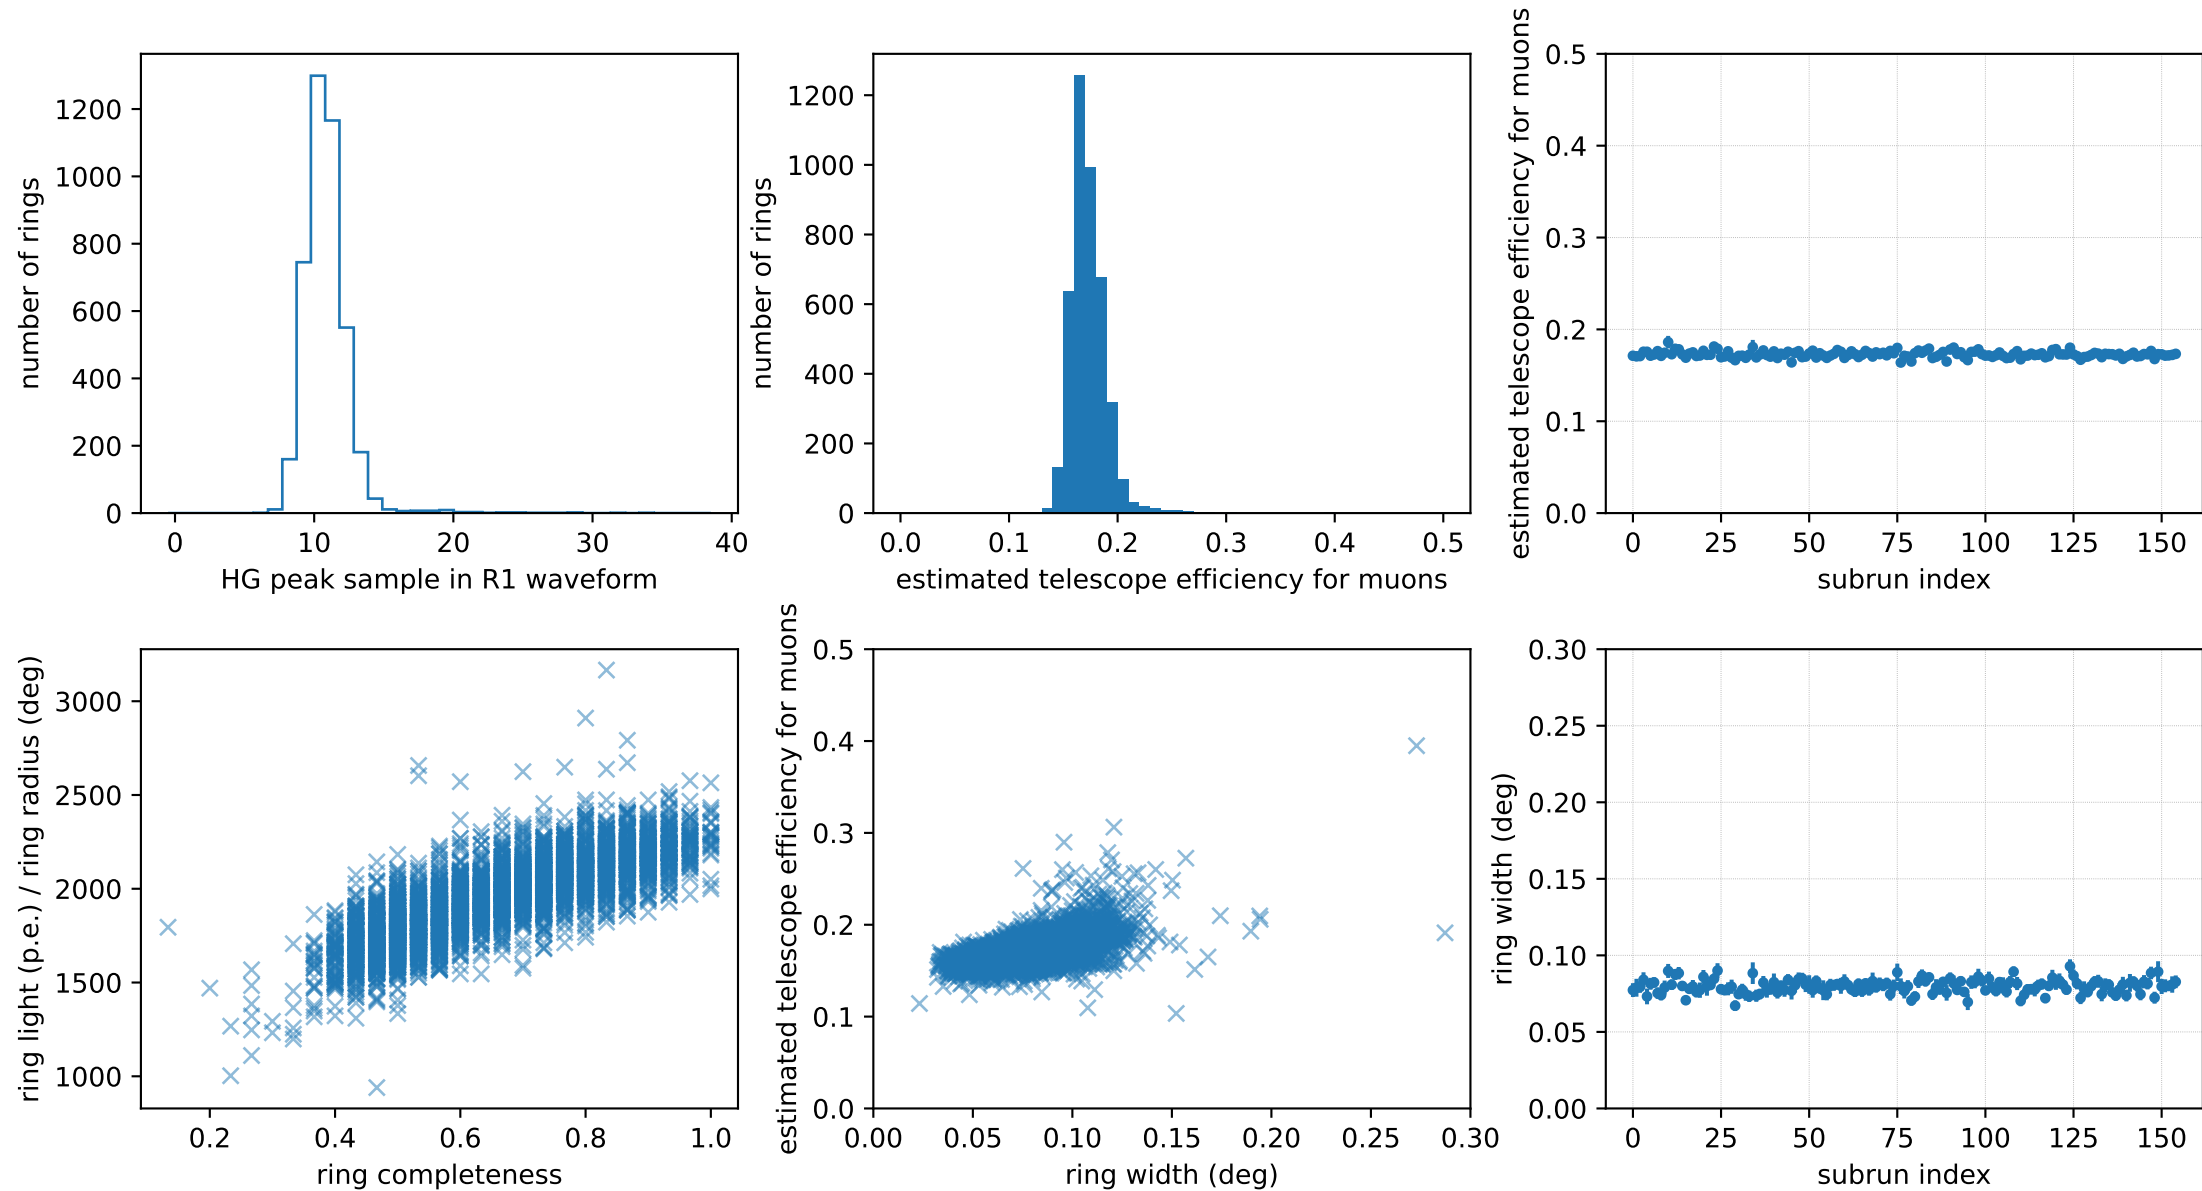 number of rings
1200
1000
800
600
400
200
0
0 10 20 30 40
HG peak sample in R1 waveform
number of rings
1200
1000
800
600
400
200
0
0.0 0.1 0.2 0.3 0.4 0.5
estimated telescope efficiency for muons
estimated telescope efficiency for muons
0.5
0.4
0.3
0.2
0.1
0.0
0 25 50 75 100 125 150
subrun index
ring light (p.e.) / ring radius (deg)
3000
2500
2000
1500
1000
0.2 0.4 0.6 0.8 1.0
ring completeness
estimated telescope efficiency for muons
0.5
0.4
0.3
0.2
0.1
0.0
0.00 0.05 0.10 0.15 0.20 0.25 0.30
ring width (deg)
ring width (deg)
0.30
0.25
0.20
0.15
0.10
0.05
0.00
0 25 50 75 100 125 150
subrun index